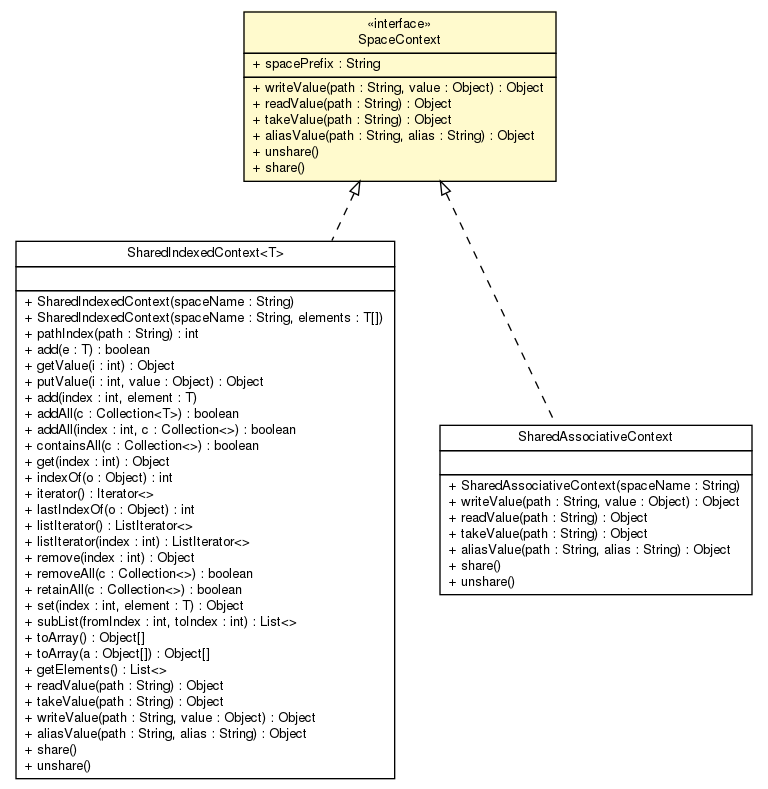 «interface»
SpaceContext
+ spacePrefix : String
+ writeValue(path : String, value : Object) : Object
+ readValue(path : String) : Object
+ takeValue(path : String) : Object
+ aliasValue(path : String, alias : String) : Object
+ unshare()
+ share()
SharedIndexedContext<T>
+ SharedIndexedContext(spaceName : String)
+ SharedIndexedContext(spaceName : String, elements : T[])
+ pathIndex(path : String) : int
+ add(e : T) : boolean
+ getValue(i : int) : Object
+ putValue(i : int, value : Object) : Object
+ add(index : int, element : T)
+ addAll(c : Collection<T>) : boolean
+ addAll(index : int, c : Collection<>) : boolean
+ containsAll(c : Collection<>) : boolean
+ get(index : int) : Object
+ indexOf(o : Object) : int
+ iterator() : Iterator<>
+ lastIndexOf(o : Object) : int
+ listIterator() : ListIterator<>
+ listIterator(index : int) : ListIterator<>
+ remove(index : int) : Object
+ removeAll(c : Collection<>) : boolean
+ retainAll(c : Collection<>) : boolean
+ set(index : int, element : T) : Object
+ subList(fromIndex : int, toIndex : int) : List<>
+ toArray() : Object[]
+ toArray(a : Object[]) : Object[]
+ getElements() : List<>
+ readValue(path : String) : Object
+ takeValue(path : String) : Object
+ writeValue(path : String, value : Object) : Object
+ aliasValue(path : String, alias : String) : Object
+ share()
+ unshare()
SharedAssociativeContext
+ SharedAssociativeContext(spaceName : String)
+ writeValue(path : String, value : Object) : Object
+ readValue(path : String) : Object
+ takeValue(path : String) : Object
+ aliasValue(path : String, alias : String) : Object
+ share()
+ unshare()